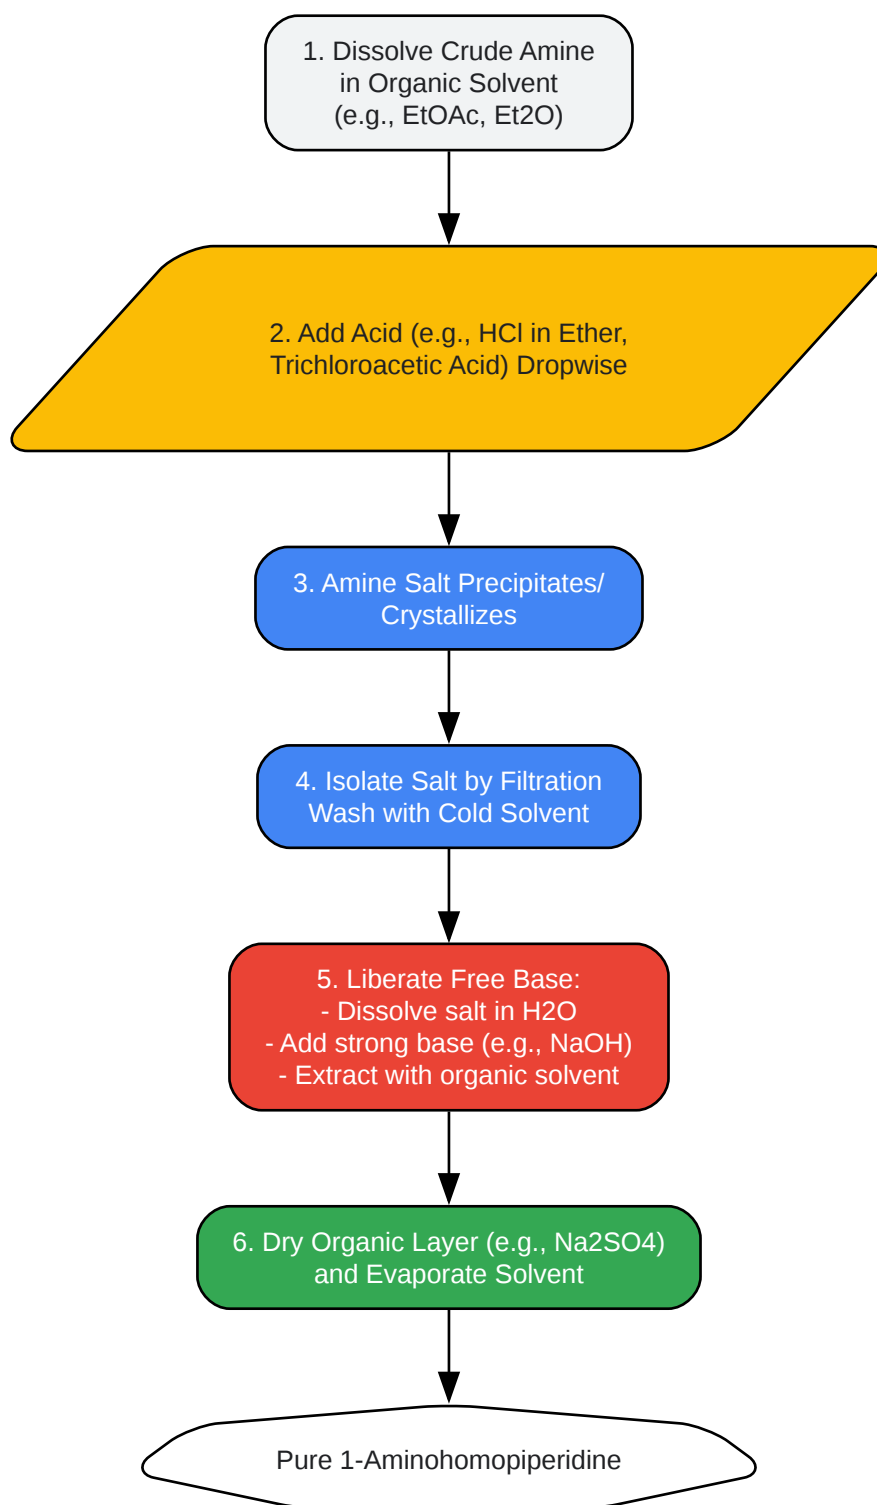 1. Dissolve Crude Amine
in Organic Solvent
(e.g., EtOAc, Et2O)
2. Add Acid (e.g., HCl in Ether,
Trichloroacetic Acid) Dropwise
3. Amine Salt Precipitates/
Crystallizes
4. Isolate Salt by Filtration
Wash with Cold Solvent
5. Liberate Free Base:
- Dissolve salt in H2O
- Add strong base (e.g., NaOH)
- Extract with organic solvent
6. Dry Organic Layer (e.g., Na2SO4)
and Evaporate Solvent
Pure 1-Aminohomopiperidine